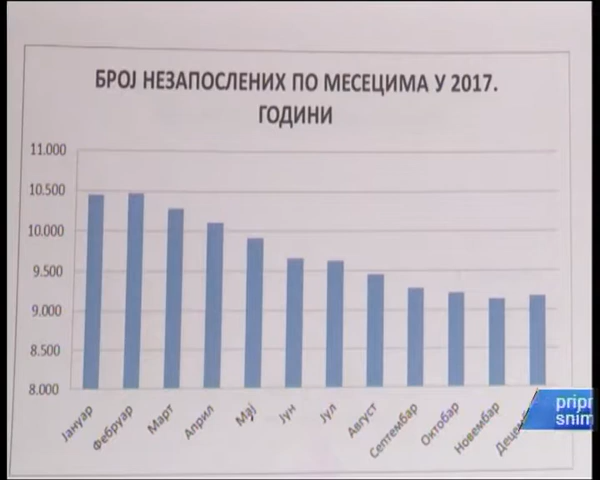 БРОЈ НЕЗАПОСЛЕНИХ ПО МЕСЕЦИМА У 2017.
ГОДИНИ
11.000
10.500
10.000
9.500
9.000
8.500
8.000
Јануар
Фебруар
Март
Април
Мај
Јун
Јул
Август
Септембар
Октобар
Новембар